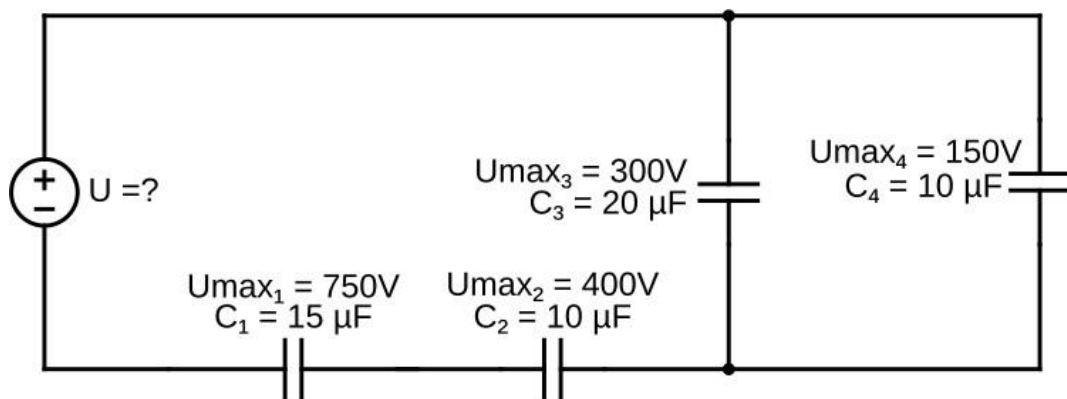 Umax₃ = 300V
C₃ = 20 µF
Umax₄ = 150V
C₄ = 10 µF
+
−
U =?
Umax₁ = 750V
C₁ = 15 µF
Umax₂ = 400V
C₂ = 10 µF